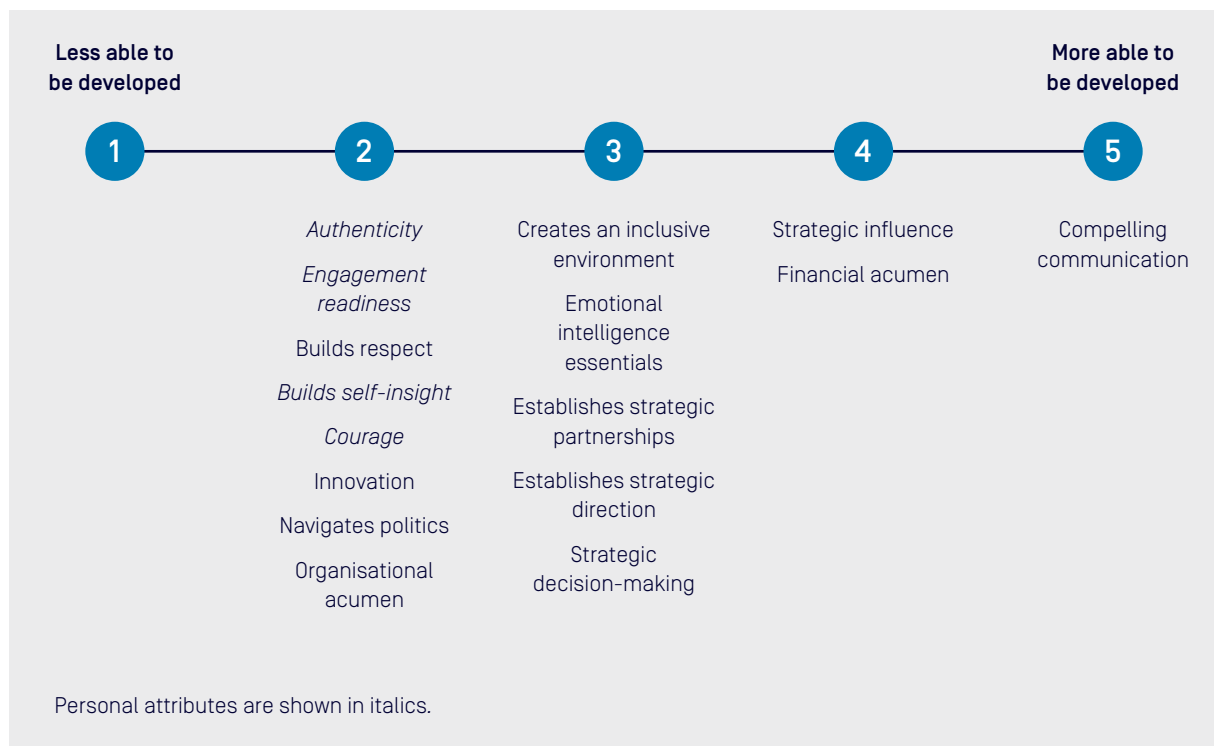 Less able to
be developed
More able to
be developed
1
2
3
4
5
Authenticity
Engagement
readiness
Builds respect
Builds self-insight
Courage
Innovation
Navigates politics
Organisational
acumen
Creates an inclusive
environment
Emotional
intelligence
essentials
Establishes strategic
partnerships
Establishes strategic
direction
Strategic
decision-making
Strategic influence
Financial acumen
Compelling
communication
Personal attributes are shown in italics.